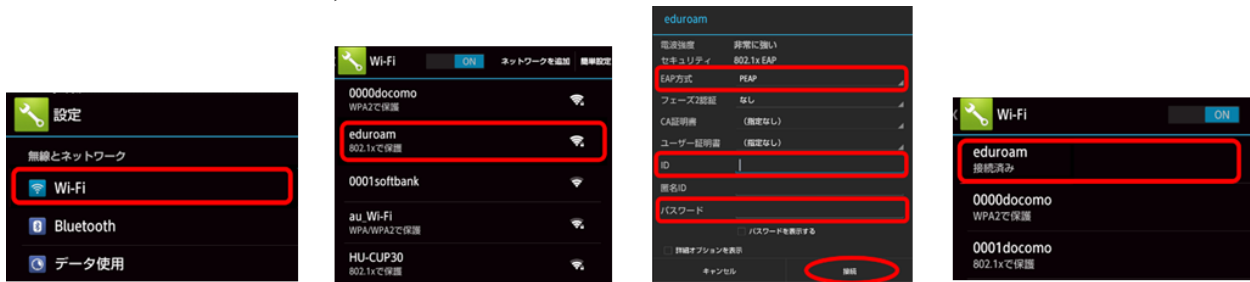 設定
無線とネットワーク
Wi-Fi
Bluetooth
データ使用
Wi-Fi ON ネットワークを追加 簡単設定
0000docomo
WPA2で保護
eduroam
802.1xで保護
0001softbank
au_Wi-Fi
WPA/WPA2で保護
HU-CUP30
802.1xで保護
eduroam
電波強度 非常に強い
セキュリティ 802.1x EAP
EAP方式 PEAP
フェーズ2認証 なし
CA証明書 (指定なし)
ユーザー証明書 (指定なし)
ID
匿名ID
パスワード
パスワードを表示する
詳細オプションを表示
キャンセル 接続
Wi-Fi ON
eduroam
接続済み
0000docomo
WPA2で保護
0001docomo
802.1xで保護